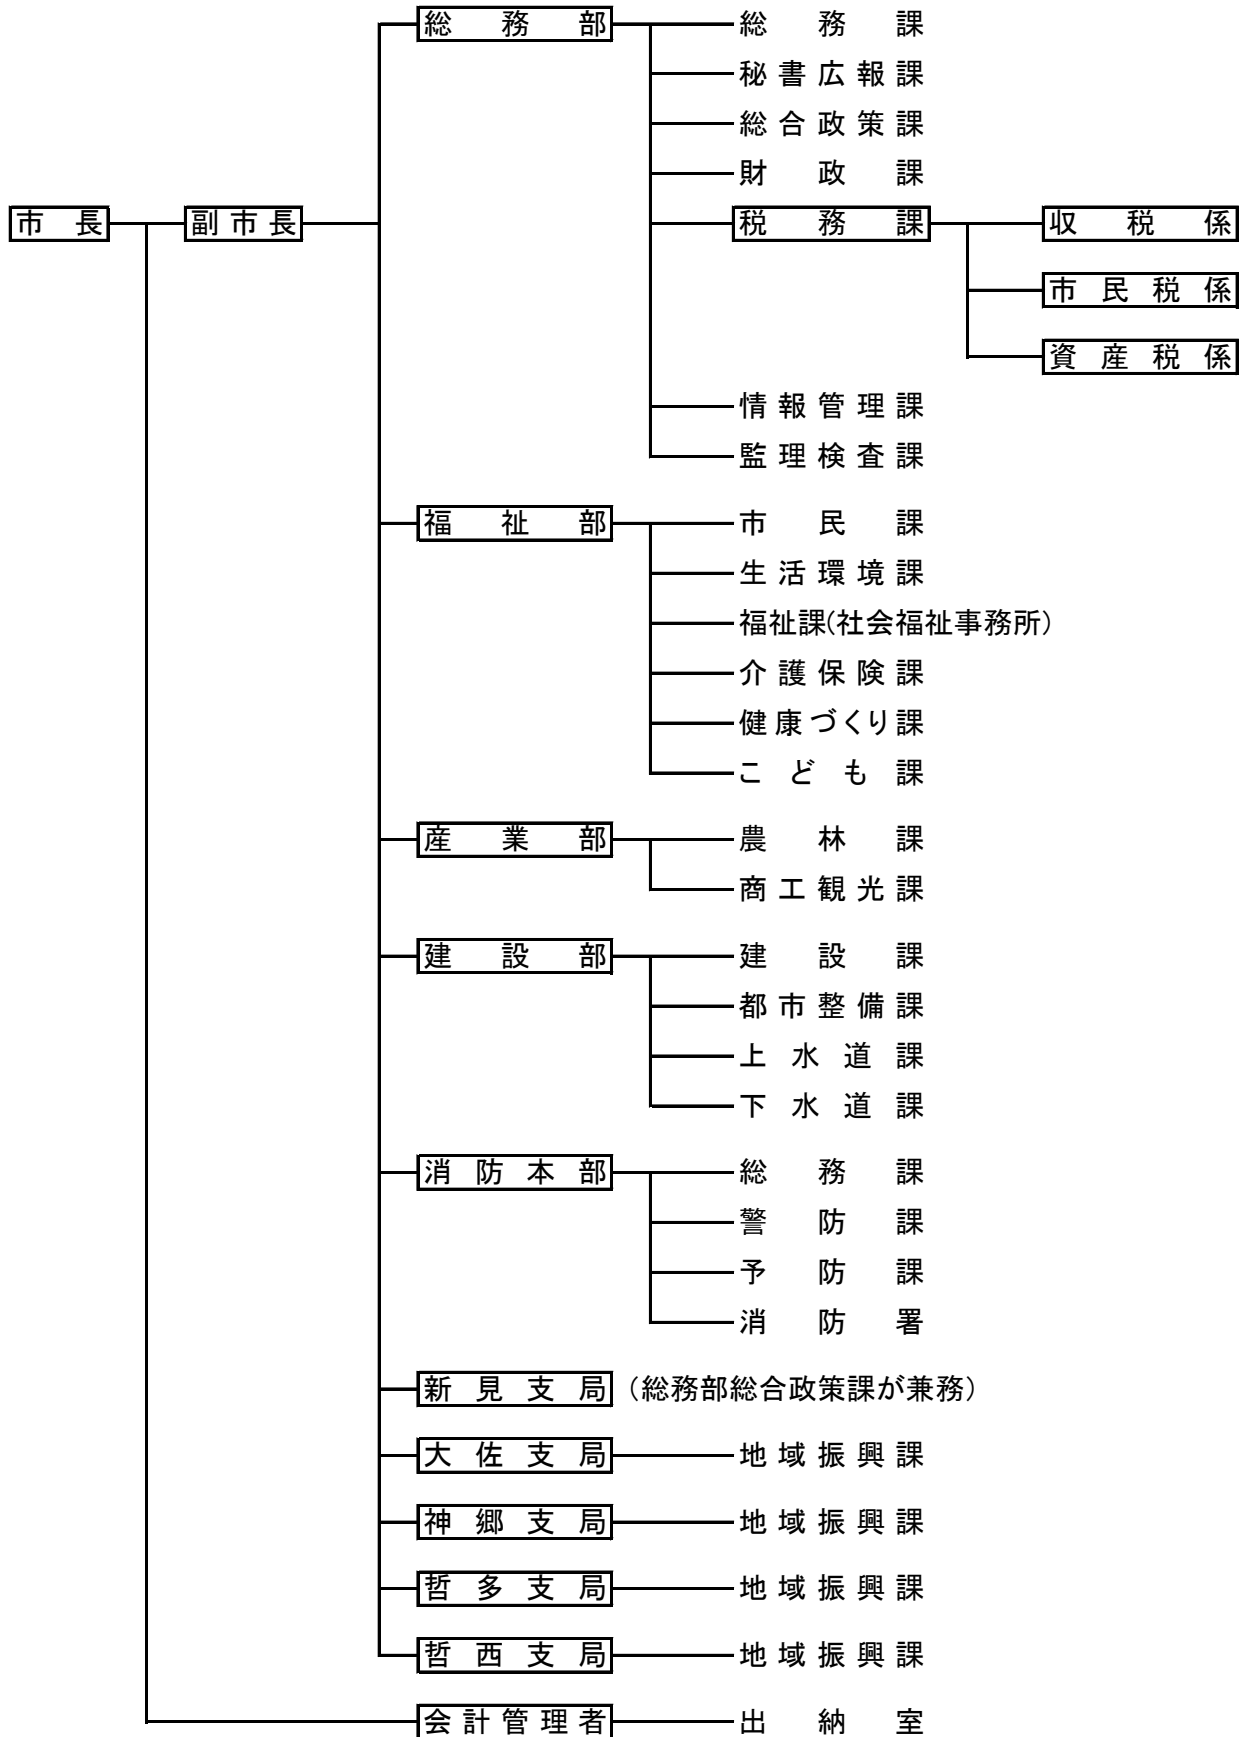 総務部 総務課
秘書広報課
総合政策課
財政課
市長 副市長 税務課 収税係
市民税係
資産税係
情報管理課
監理検査課
福祉部 市民課
生活環境課
福祉課(社会福祉事務所)
介護保険課
健康づくり課
こども課
産業部 農林課
商工観光課
建設部 建設課
都市整備課
上水道課
下水道課
消防本部 総務課
警防課
予防課
消防署
新見支局 (総務部総合政策課が兼務)
大佐支局 地域振興課
神郷支局 地域振興課
哲多支局 地域振興課
哲西支局 地域振興課
会計管理者 出納室